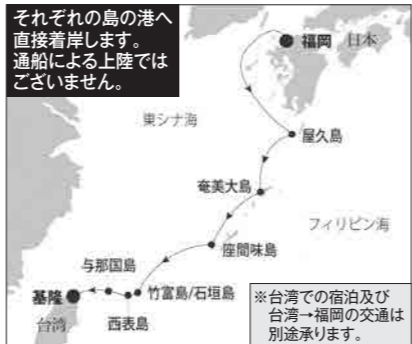 それぞれの島の港へ
直接着岸します。
通船による上陸では
ございません。
福岡
日本
東シナ海
屋久島
奄美大島
フィリピン海
座間味島
与那国島
基隆
竹富島/石垣島
台湾
西表島
※台湾での宿泊及び
台湾→福岡の交通は
別途承ります。